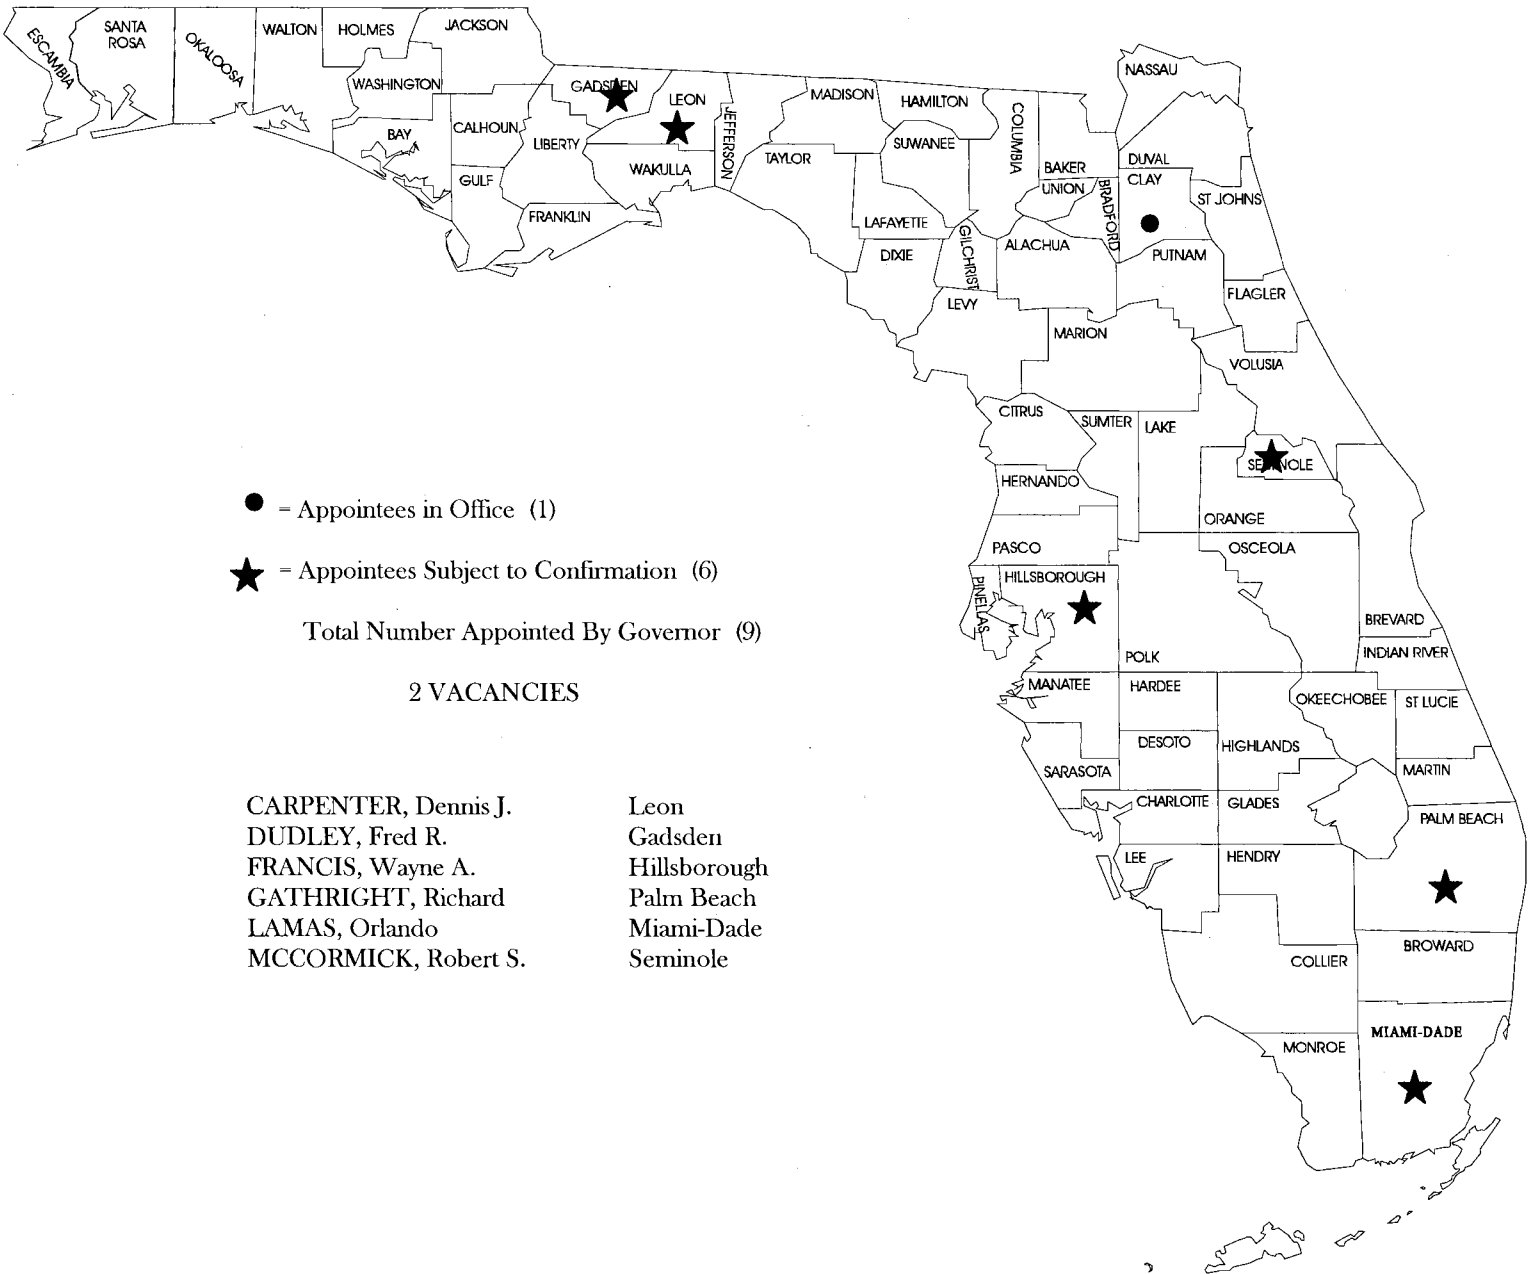 ESCAMBIA
SANTA
ROSA
OKALOOSA
WALTON
HOLMES
JACKSON
WASHINGTON
BAY
CALHOUN
GULF
GADSDEN
LEON
LIBERTY
WAKULLA
FRANKLIN
JEFFERSON
MADISON
TAYLOR
HAMILTON
SUWANEE
LAFAYETTE
DIXIE
COLUMBIA
GILCHRIST
LEVY
BAKER
UNION
BRADFORD
ALACHUA
NASSAU
DUVAL
CLAY
ST JOHNS
PUTNAM
FLAGLER
MARION
VOLUSIA
CITRUS
SUMTER
LAKE
SEMINOLE
HERNANDO
ORANGE
PASCO
OSCEOLA
HILLSBOROUGH
PINELLAS
BREVARD
POLK
INDIAN RIVER
MANATEE
HARDEE
OKEECHOBEE
ST LUCIE
DESOTO
HIGHLANDS
SARASOTA
MARTIN
CHARLOTTE
GLADES
PALM BEACH
LEE
HENDRY
BROWARD
COLLIER
MIAMI-DADE
MONROE
= Appointees in Office (1)
= Appointees Subject to Confirmation (6)
Total Number Appointed By Governor (9)
2 VACANCIES
CARPENTER, Dennis J. Leon
DUDLEY, Fred R. Gadsden
FRANCIS, Wayne A. Hillsborough
GATHRIGHT, Richard Palm Beach
LAMAS, Orlando Miami-Dade
MCCORMICK, Robert S. Seminole